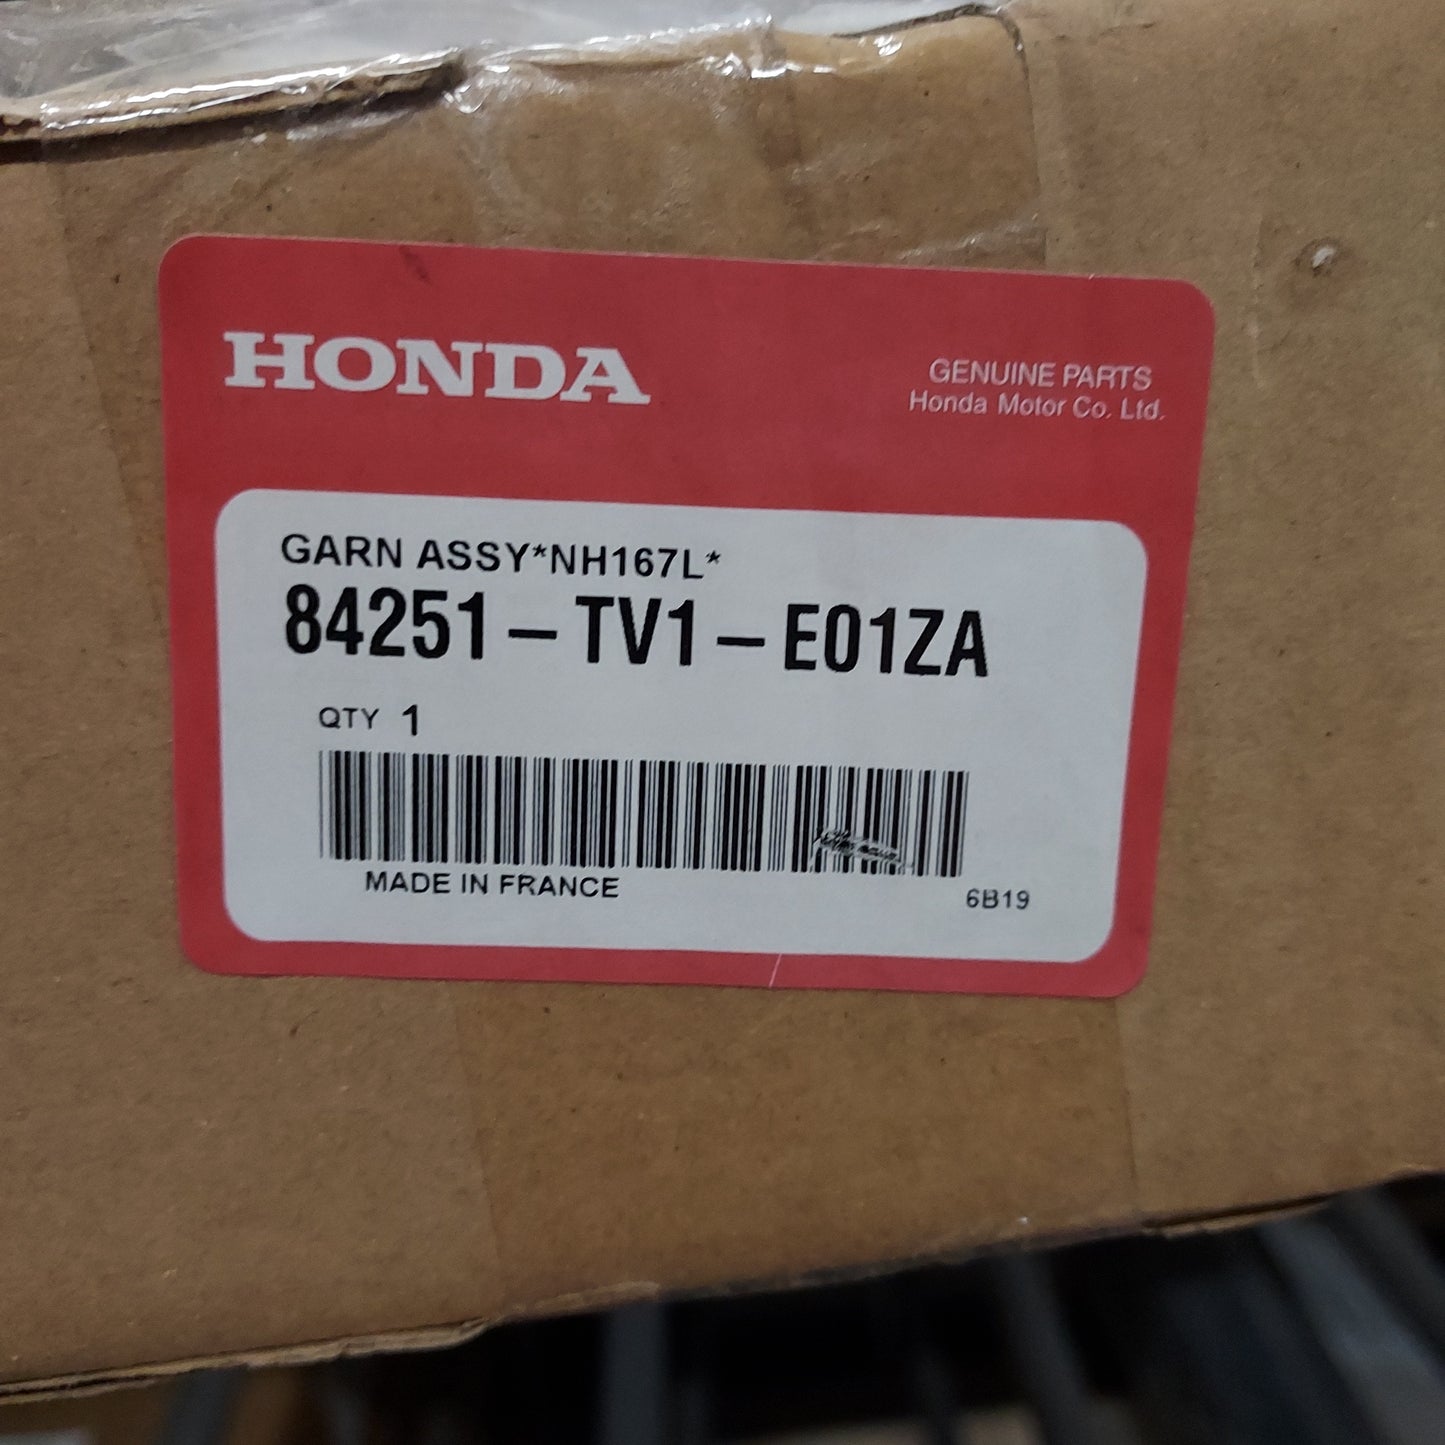 HONDA
GENUINE PARTS
Honda Motor Co. Ltd.
GARN ASSY*NH167L*
84251-TV1-E01ZA
QTY 1
MADE IN FRANCE
6B19